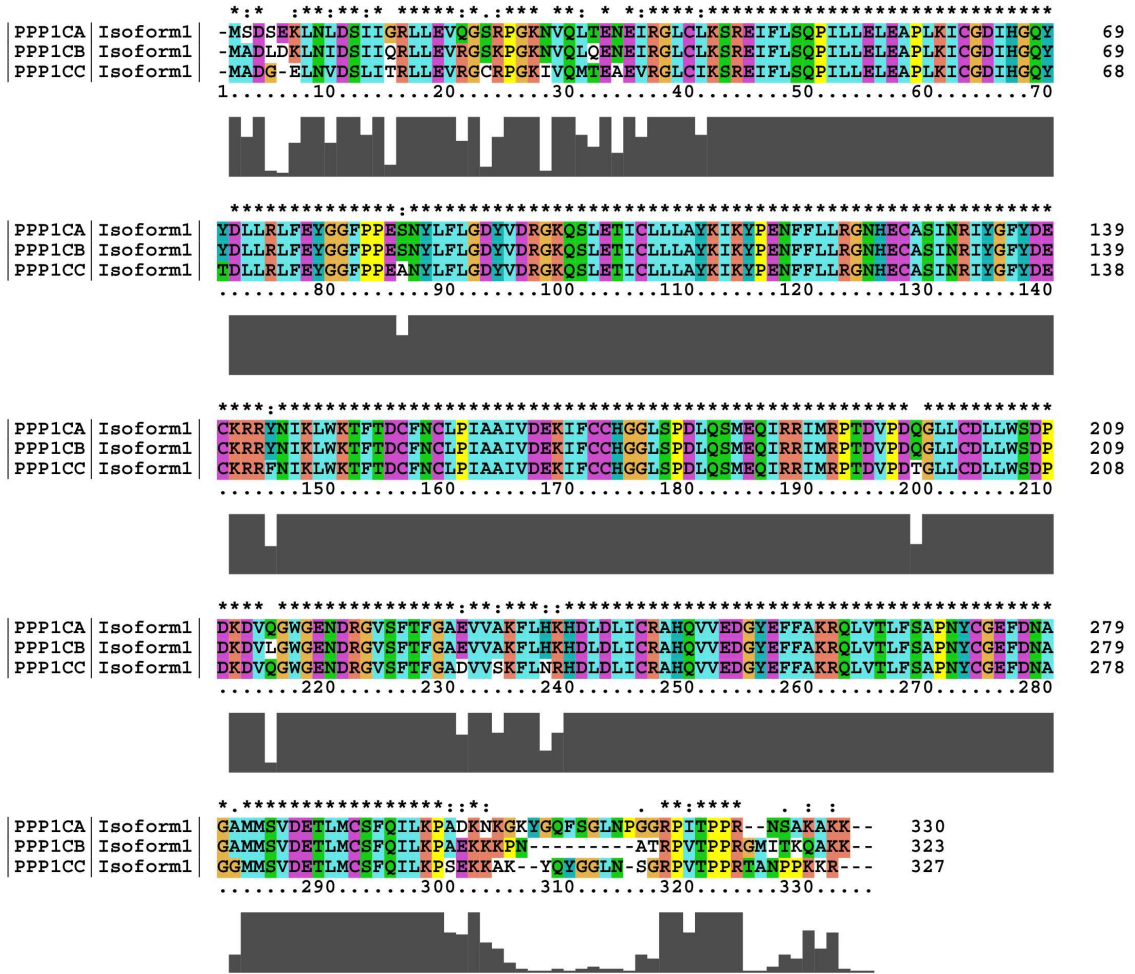 *:*:  :**:**:* *****:*.:*** **: * *:****:*****************************
PPP1CA|Isoform1 -MSDSEKLNLDSIIGRLLEVQGSRPGKNVQLTENEIRGLCLKSREIFLSQPILLELEAPLKICGDIHGQY 69
PPP1CB|Isoform1 -MADLDKLNLDSIIQRLLEVRGSKPGKNVQLQENEIRGLCIKSREIFLSQPILLELEAPLKICGDIHGQY 69
PPP1CC|Isoform1 -MADG-ELNVDSLITRLLEVRGCRPGKIVQMTEAEVRGLCIKSREIFLSQPILLELEAPLKICGDIHGQY 68
1.......10........20........30........40........50........60........70
**************:******************************************************
PPP1CA|Isoform1 YDLLRLFEYGGFPPESNYLFLGDYVDRGKQSLETICLLLAYKIKYPENFFLLRGNHECASINRIYGFYDE 139
PPP1CB|Isoform1 YDLLRLFEYGGFPPESNYLFLGDYVDRGKQSLETICLLLAYKIKYPENFFLLRGNHECASINRIYGFYDE 139
PPP1CC|Isoform1 TDLLRLFEYGGFPPEANYLFLGDYVDRGKQSLETICLLLAYKIKYPENFFLLRGNHECASINRIYGFYDE 138
........80........90.......100.......110.......120.......130.......140
****:***************************************************** ***********
PPP1CA|Isoform1 CKRRYNIKLWKTFTDCFNCLPIAAIVDEKIFCCHGGLSPDLQSMEQIRRIMRPTDVPDQGLLCDLLWSDP 209
PPP1CB|Isoform1 CKRRYNIKLWKTFTDCFNCLPIAAIVDEKIFCCHGGLSPDLQSMEQIRRIMRPTDVPDQGLLCDLLWSDP 209
PPP1CC|Isoform1 CKRRFNIKLWKTFTDCFNCLPIAAIVDEKIFCCHGGLSPDLQSMEQIRRIMRPTDVPDTGLLCDLLWSDP 208
.......150.......160.......170.......180.......190.......200.......210
**** ***************:**:***::*****************************************
PPP1CA|Isoform1 DKDVQGWGENDRGVSFTFGAEVVAKFLHKHDLDLICRAHQVVEDGYEFFAKRQLVTLFSAPNYCGEFDNA 279
PPP1CB|Isoform1 DKDVLGWGENDRGVSFTFGAEVVAKFLHKHDLDLICRAHQVVEDGYEFFAKRQLVTLFSAPNYCGEFDNA 279
PPP1CC|Isoform1 DKDVQGWGENDRGVSFTFGADVVSKFLNRHDLDLICRAHQVVEDGYEFFAKRQLVTLFSAPNYCGEFDNA 278
.......220.......230.......240.......250.......260.......270.......280
*.*****************::*:            . **:****   . : :
PPP1CA|Isoform1 GAMMSVDETLMCSFQILKPADKNKGKYGQFSGLNPGGRPITPPR--NSAKAKK-- 330
PPP1CB|Isoform1 GAMMSVDETLMCSFQILKPAEKKKPN---------ATRPVTPPRGMITKQAKK-- 323
PPP1CC|Isoform1 GGMMSVDETLMCSFQILKPSEKKAK--YQYGGLN-SGRPVTPPRTANPPKKR--- 327
.......290.......300.......310.......320.......330.....